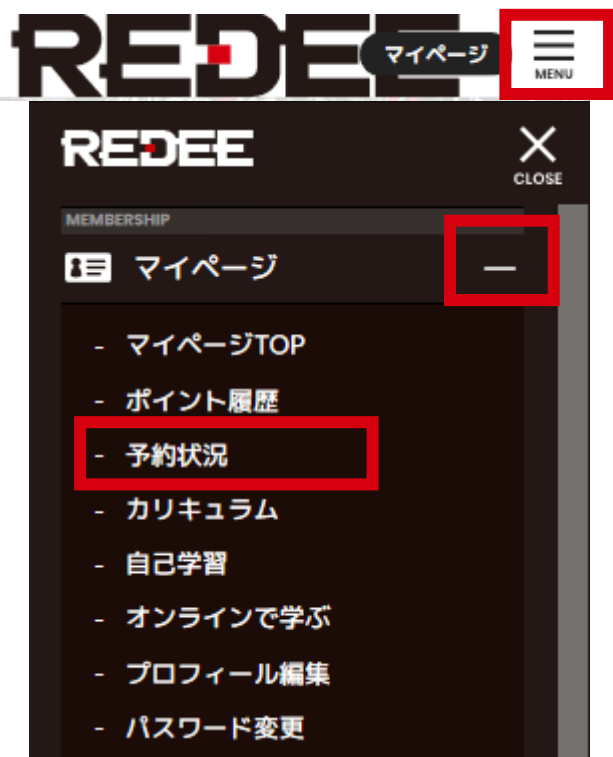 REDEE
マイページ
MENU
REDEE
CLOSE
MEMBERSHIP
マイページ
- マイページTOP
- ポイント履歴
- 予約状況
- カリキュラム
- 自己学習
- オンラインで学ぶ
- プロフィール編集
- パスワード変更